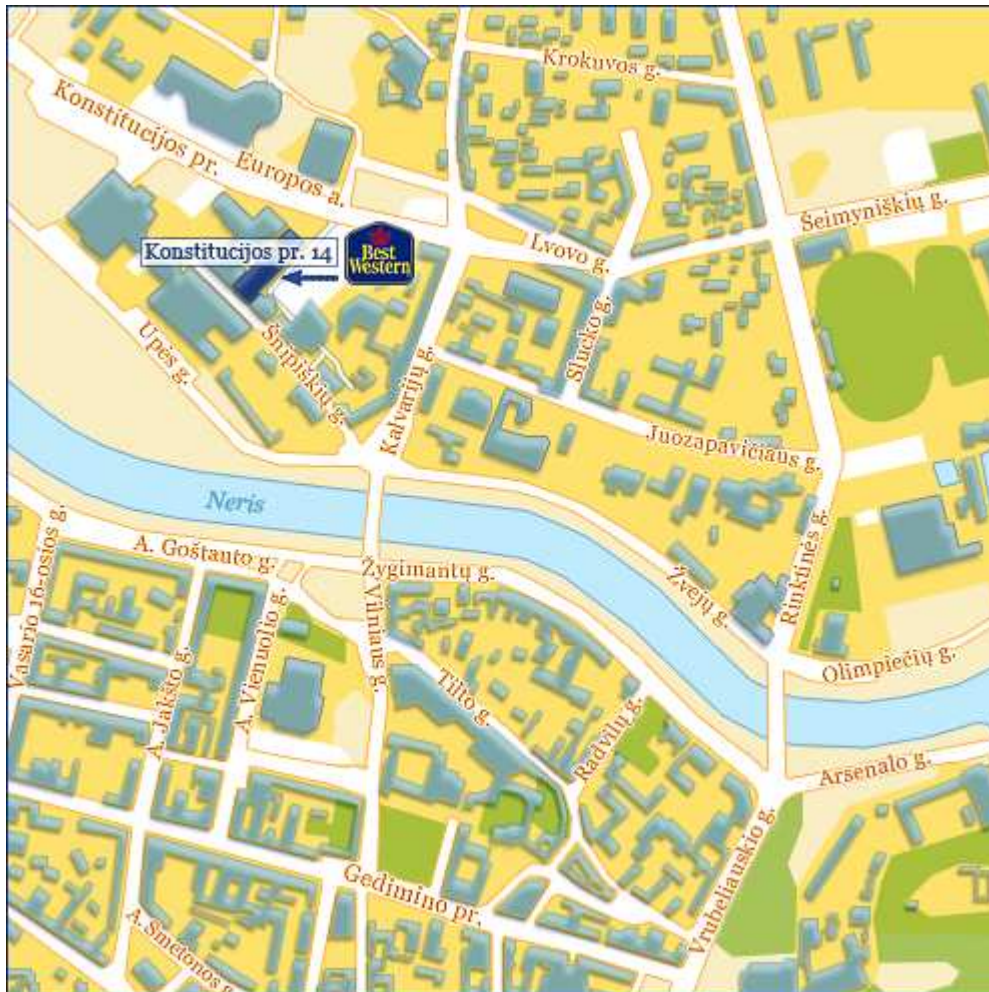 Krokuvos g.
Konstitucijos pr.
Europos a.
Šeimyniškių g.
Lvovo g.
Konstitucijos pr. 14
Best
Western
Slucko g.
Upės g.
Šnipiškių g.
Kalvarijų g.
Juozapavičiaus g.
Neris
Rinktinės g.
A. Goštauto g.
Žygimantų g.
Žvejų g.
Vasario 16-osios g.
A. Jakšto g.
A. Vienuolio g.
Vilniaus g.
Tilto g.
Radvilų g.
Olimpiečių g.
Arsenalo g.
Vrubeliauskio g.
Gedimino pr.
A. Smetonos g.